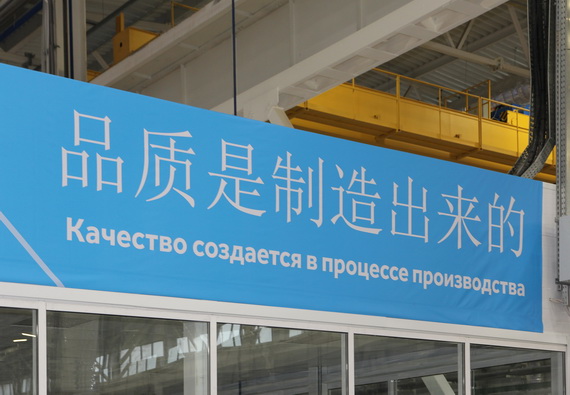 品质是制造出来的
Качество создается в процессе производства